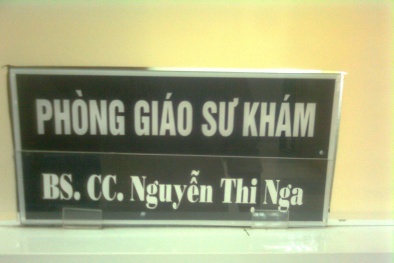 PHÒNG GIÁO SƯ KHÁM
BS. CC. Nguyễn Thị Nga